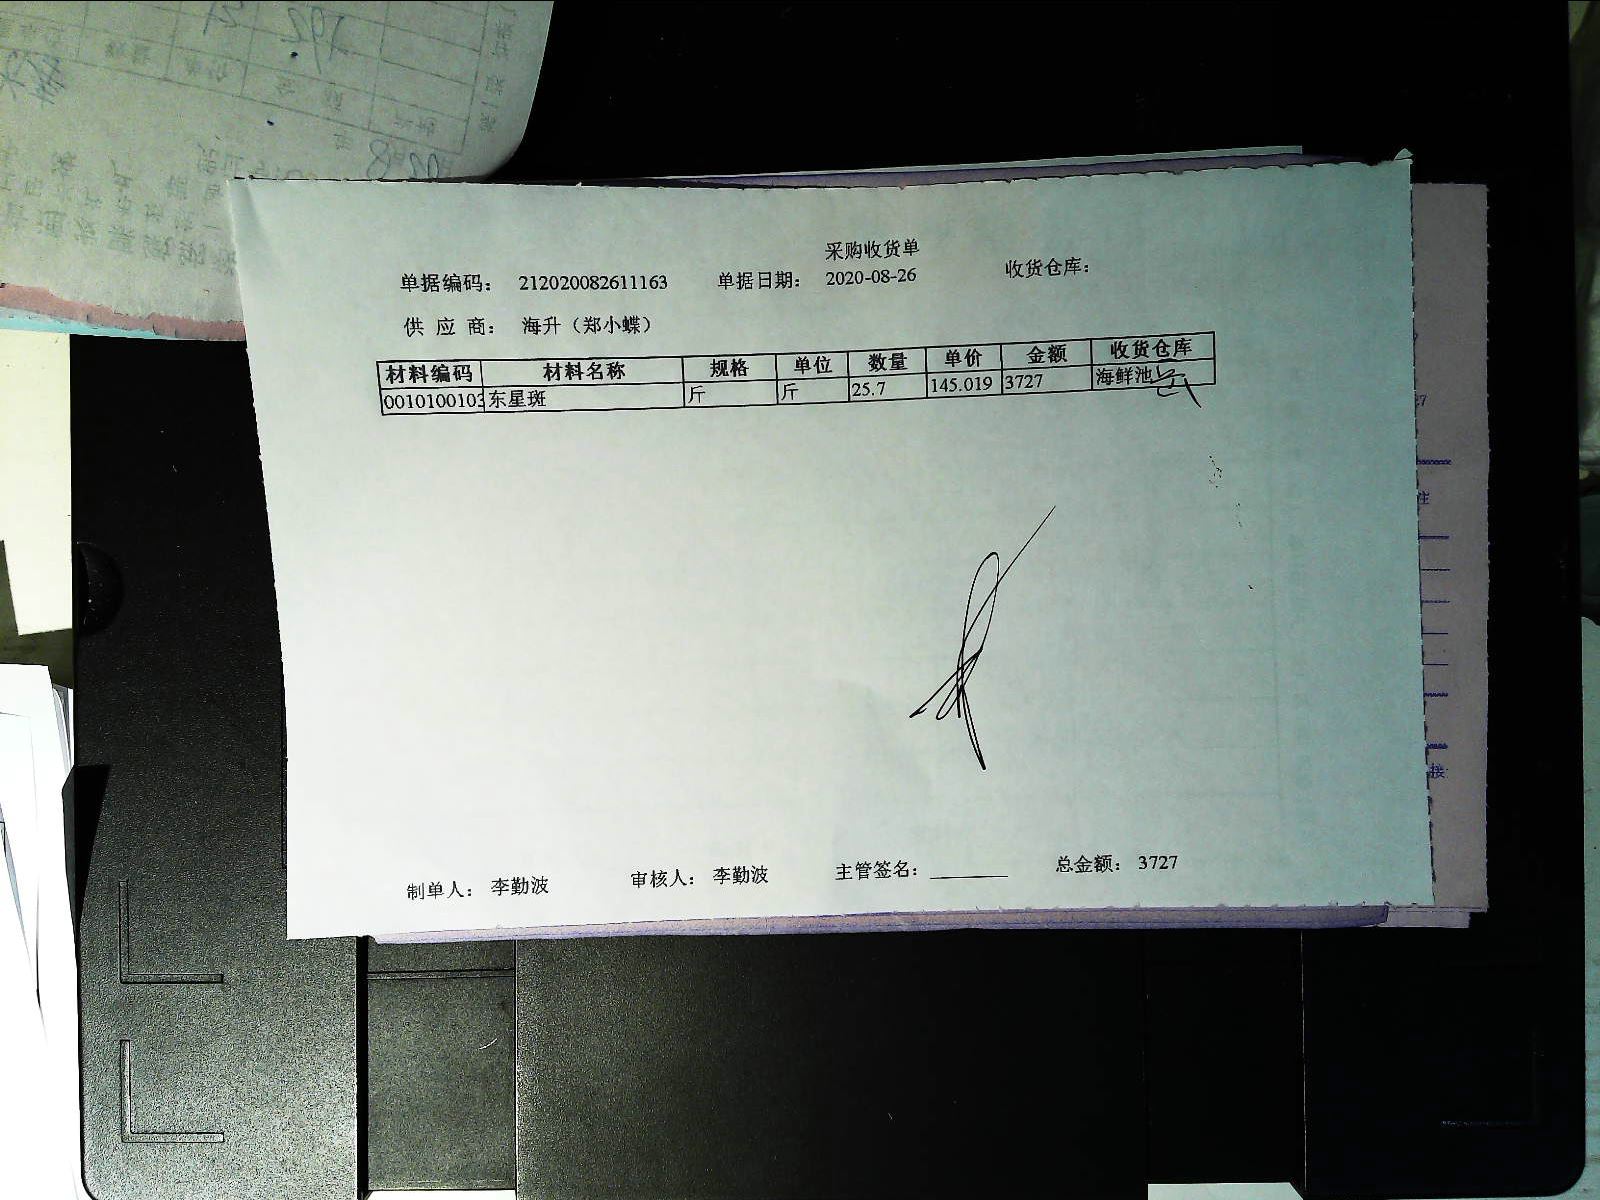 采购收货单
单据编码: 212020082611163 单据日期: 2020-08-26 收货仓库:
供 应 商: 海升（郑小蝶）
材料编码 材料名称 规格 单位 数量 单价 金额 收货仓库
0010100103 东星斑 斤 斤 25.7 145.019 3727 海鲜池
制单人: 李勤波 审核人: 李勤波 主管签名: 总金额: 3727